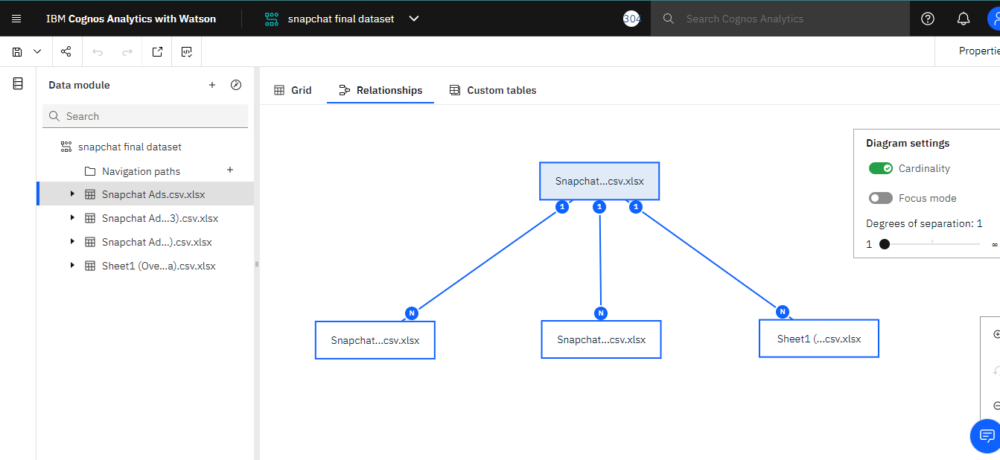 IBM Cognos Analytics with Watson
snapchat final dataset
304
Search Cognos Analytics
Data module
Search
snapchat final dataset
Navigation paths
Snapchat Ads.csv.xlsx
Snapchat Ad...3).csv.xlsx
Snapchat Ad...).csv.xlsx
Sheet1 (Ove...a).csv.xlsx
Propertie
Grid
Relationships
Custom tables
Snapchat...csv.xlsx
1
1
1
N
N
N
Snapchat...csv.xlsx
Snapchat...csv.xlsx
Sheet1 (...csv.xlsx
Diagram settings
Cardinality
Focus mode
Degrees of separation: 1
1
∞